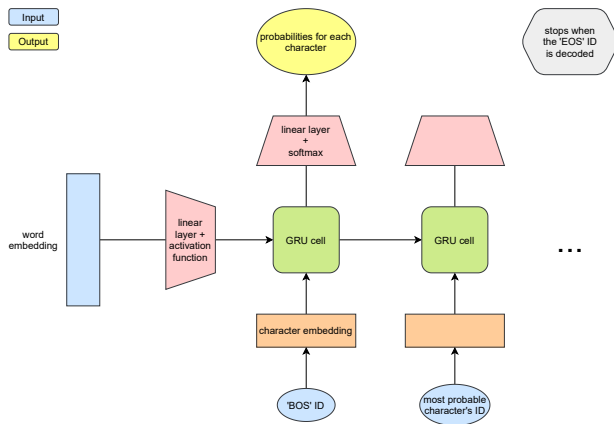 Input
Output
probabilities for each
character
stops when
the 'EOS' ID
is decoded
linear layer
+
softmax
word
embedding
linear
layer +
activation
function
GRU cell
GRU cell
...
character embedding
'BOS' ID
most probable
character's ID